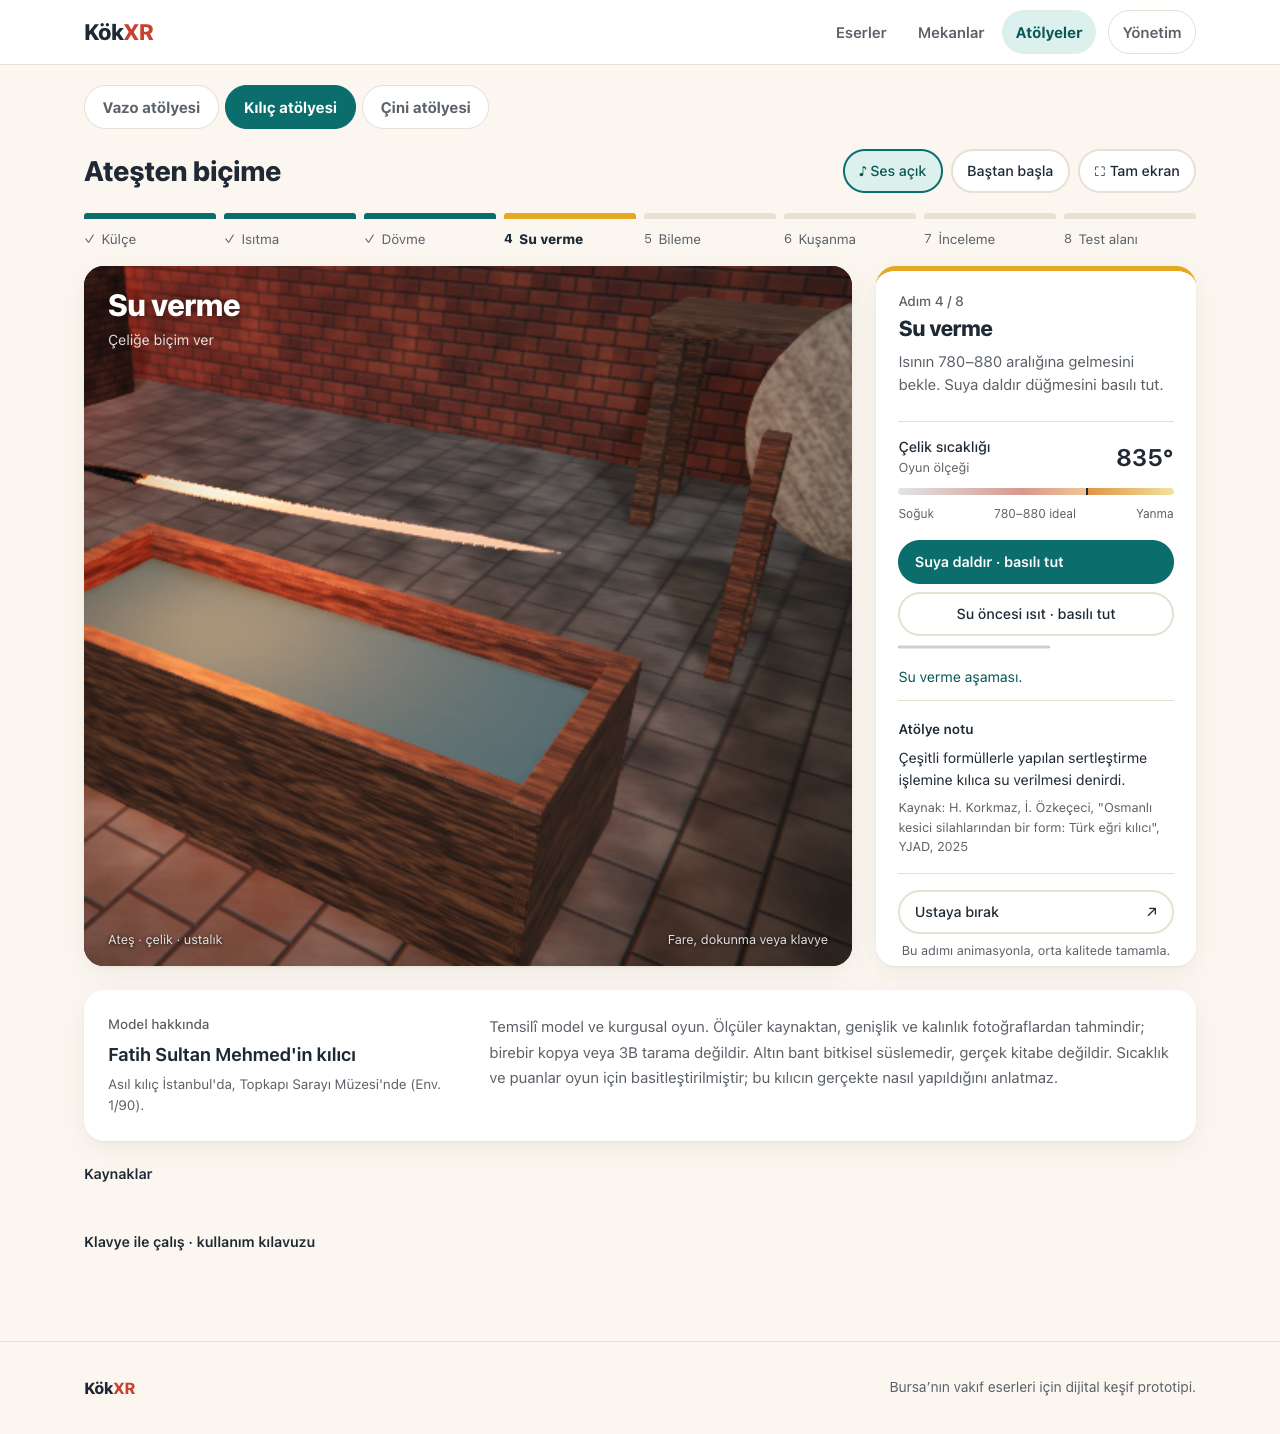 KökXR
Eserler
Mekanlar
Atölyeler
Yönetim
Vazo atölyesi
Kılıç atölyesi
Çini atölyesi
Ateşten biçime
♪ Ses açık
Baştan başla
⛶ Tam ekran
✓ Külçe
✓ Isıtma
✓ Dövme
4 Su verme
5 Bileme
6 Kuşanma
7 İnceleme
8 Test alanı
Su verme
Çeliğe biçim ver
Ateş · çelik · ustalık
Fare, dokunma veya klavye
Adım 4 / 8
Su verme
Isının 780–880 aralığına gelmesini
bekle. Suya daldır düğmesini basılı tut.
Çelik sıcaklığı
Oyun ölçeği
835°
Soğuk
780–880 ideal
Yanma
Suya daldır · basılı tut
Su öncesi ısıt · basılı tut
Su verme aşaması.
Atölye notu
Çeşitli formüllerle yapılan sertleştirme
işlemine kılıca su verilmesi denirdi.
Kaynak: H. Korkmaz, İ. Özkeçeci, "Osmanlı
kesici silahlarından bir form: Türk eğri kılıcı",
YJAD, 2025
Ustaya bırak ↗
Bu adımı animasyonla, orta kalitede tamamla.
Model hakkında
Fatih Sultan Mehmed'in kılıcı
Asıl kılıç İstanbul'da, Topkapı Sarayı Müzesi'nde (Env.
1/90).
Temsilî model ve kurgusal oyun. Ölçüler kaynaktan, genişlik ve kalınlık fotoğraflardan tahmindir;
birebir kopya veya 3B tarama değildir. Altın bant bitkisel süslemedir, gerçek kitabe değildir. Sıcaklık
ve puanlar oyun için basitleştirilmiştir; bu kılıcın gerçekte nasıl yapıldığını anlatmaz.
Kaynaklar
Klavye ile çalış · kullanım kılavuzu
KökXR
Bursa’nın vakıf eserleri için dijital keşif prototipi.